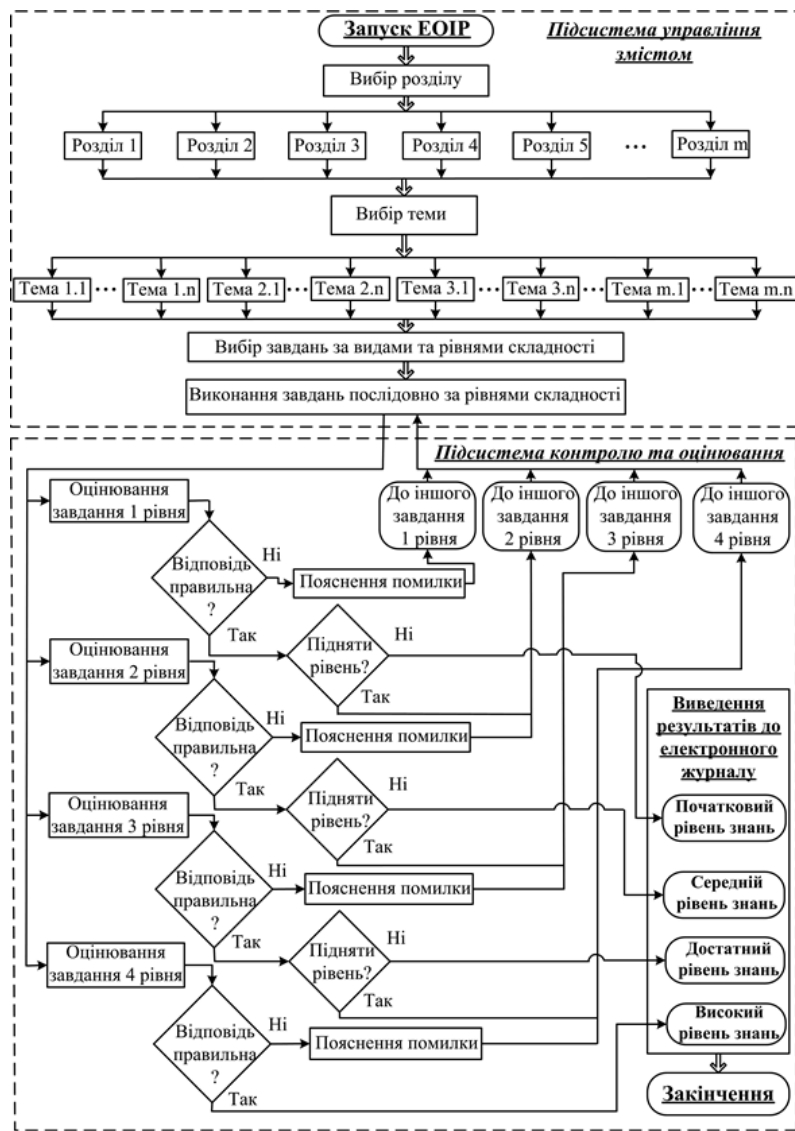 Запуск ЕОІР
Підсистема управління
змістом
Вибір розділу
Розділ 1
Розділ 2
Розділ 3
Розділ 4
Розділ 5
...
Розділ m
Вибір теми
Тема 1.1
...
Тема 1.n
Тема 2.1
...
Тема 2.n
Тема 3.1
...
Тема 3.n
...
Тема m.1
...
Тема m.n
Вибір завдань за видами та рівнями складності
Виконання завдань послідовно за рівнями складності
Підсистема контролю та оцінювання
Оцінювання
завдання 1 рівня
До іншого
завдання
1 рівня
До іншого
завдання
2 рівня
До іншого
завдання
3 рівня
До іншого
завдання
4 рівня
Відповідь
правильна
?
Ні
Пояснення помилки
Так
Оцінювання
завдання 2 рівня
Підняти
рівень?
Ні
Так
Відповідь
правильна
?
Ні
Пояснення помилки
Так
Виведення
результатів до
електронного
журналу
Оцінювання
завдання 3 рівня
Підняти
рівень?
Ні
Так
Початковий
рівень знань
Відповідь
правильна
?
Ні
Пояснення помилки
Так
Середній
рівень знань
Оцінювання
завдання 4 рівня
Підняти
рівень?
Ні
Так
Достатний
рівень знань
Відповідь
правильна
?
Ні
Пояснення помилки
Так
Високий
рівень знань
Закінчення